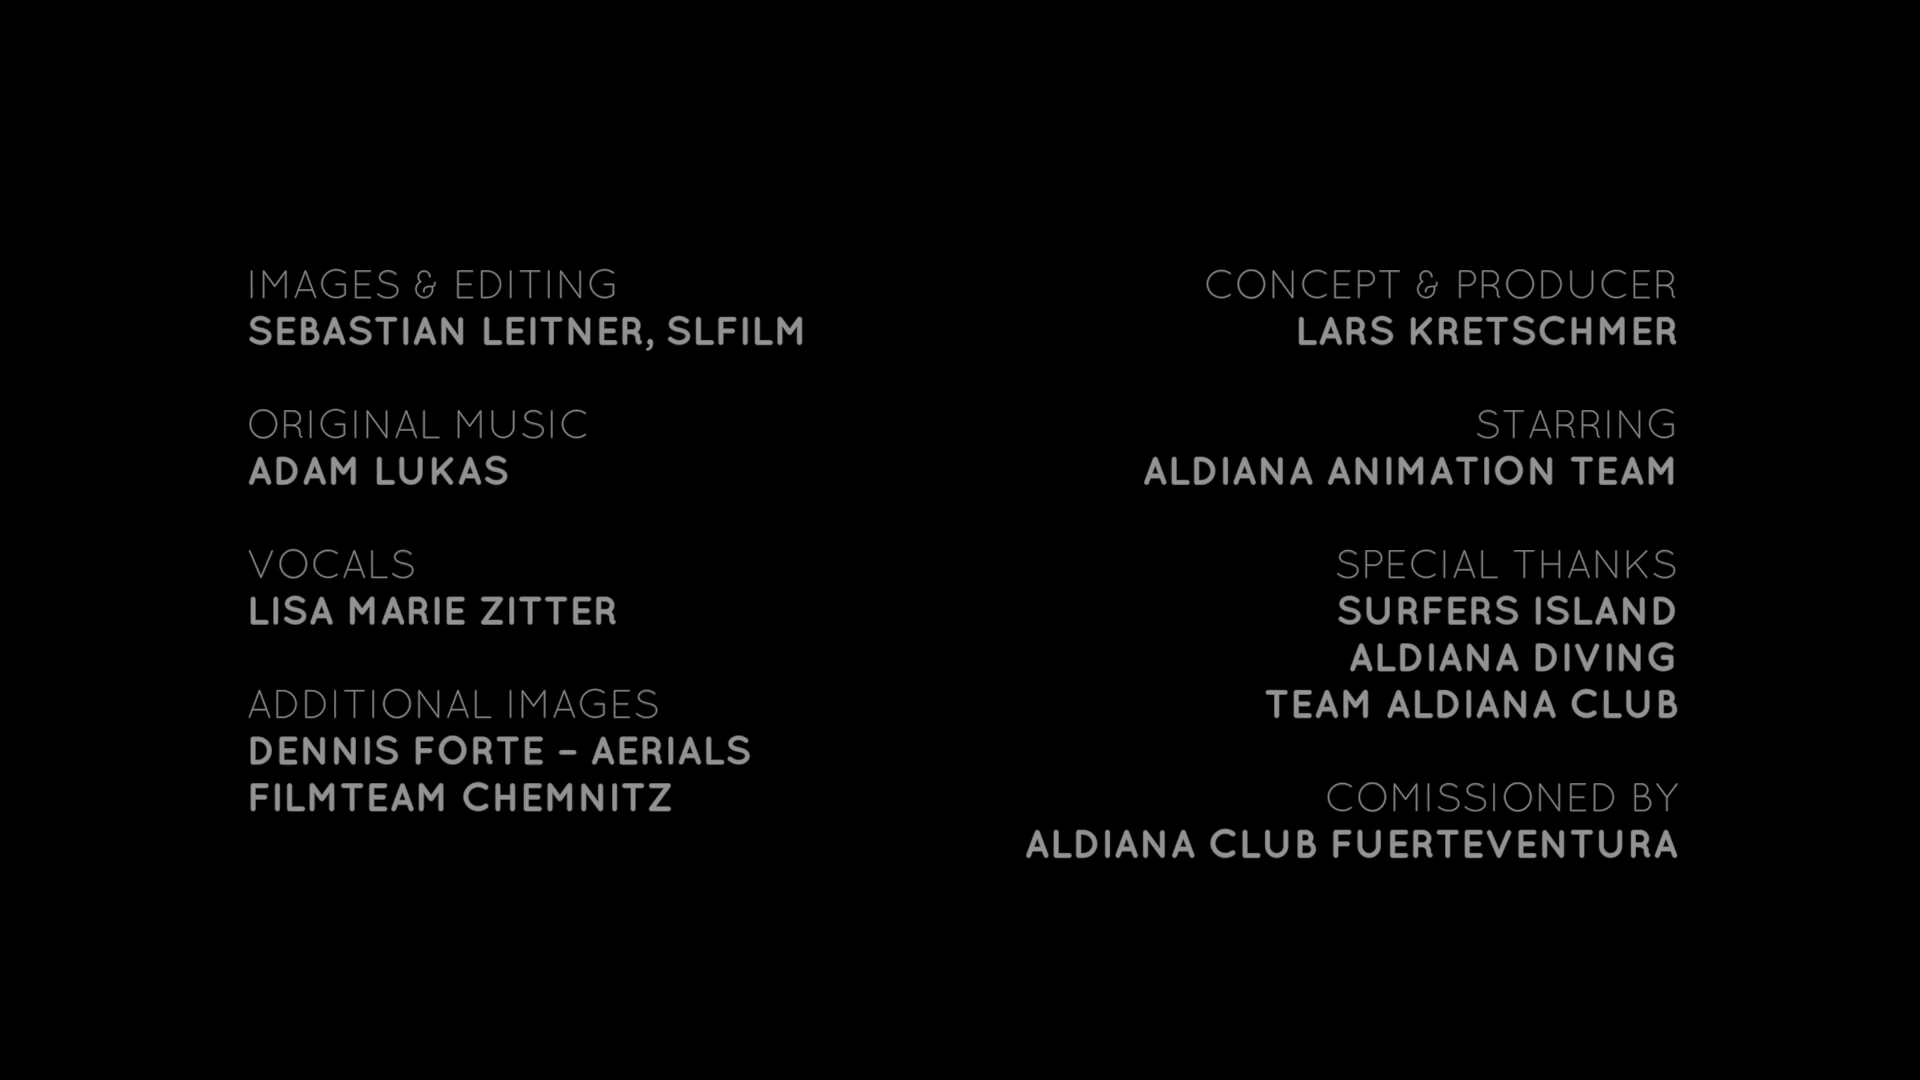 IMAGES & EDITING
SEBASTIAN LEITNER, SLFILM
ORIGINAL MUSIC
ADAM LUKAS
VOCALS
LISA MARIE ZITTER
ADDITIONAL IMAGES
DENNIS FORTE – AERIALS
FILMTEAM CHEMNITZ
CONCEPT & PRODUCER
LARS KRETSCHMER
STARRING
ALDIANA ANIMATION TEAM
SPECIAL THANKS
SURFERS ISLAND
ALDIANA DIVING
TEAM ALDIANA CLUB
COMISSIONED BY
ALDIANA CLUB FUERTEVENTURA